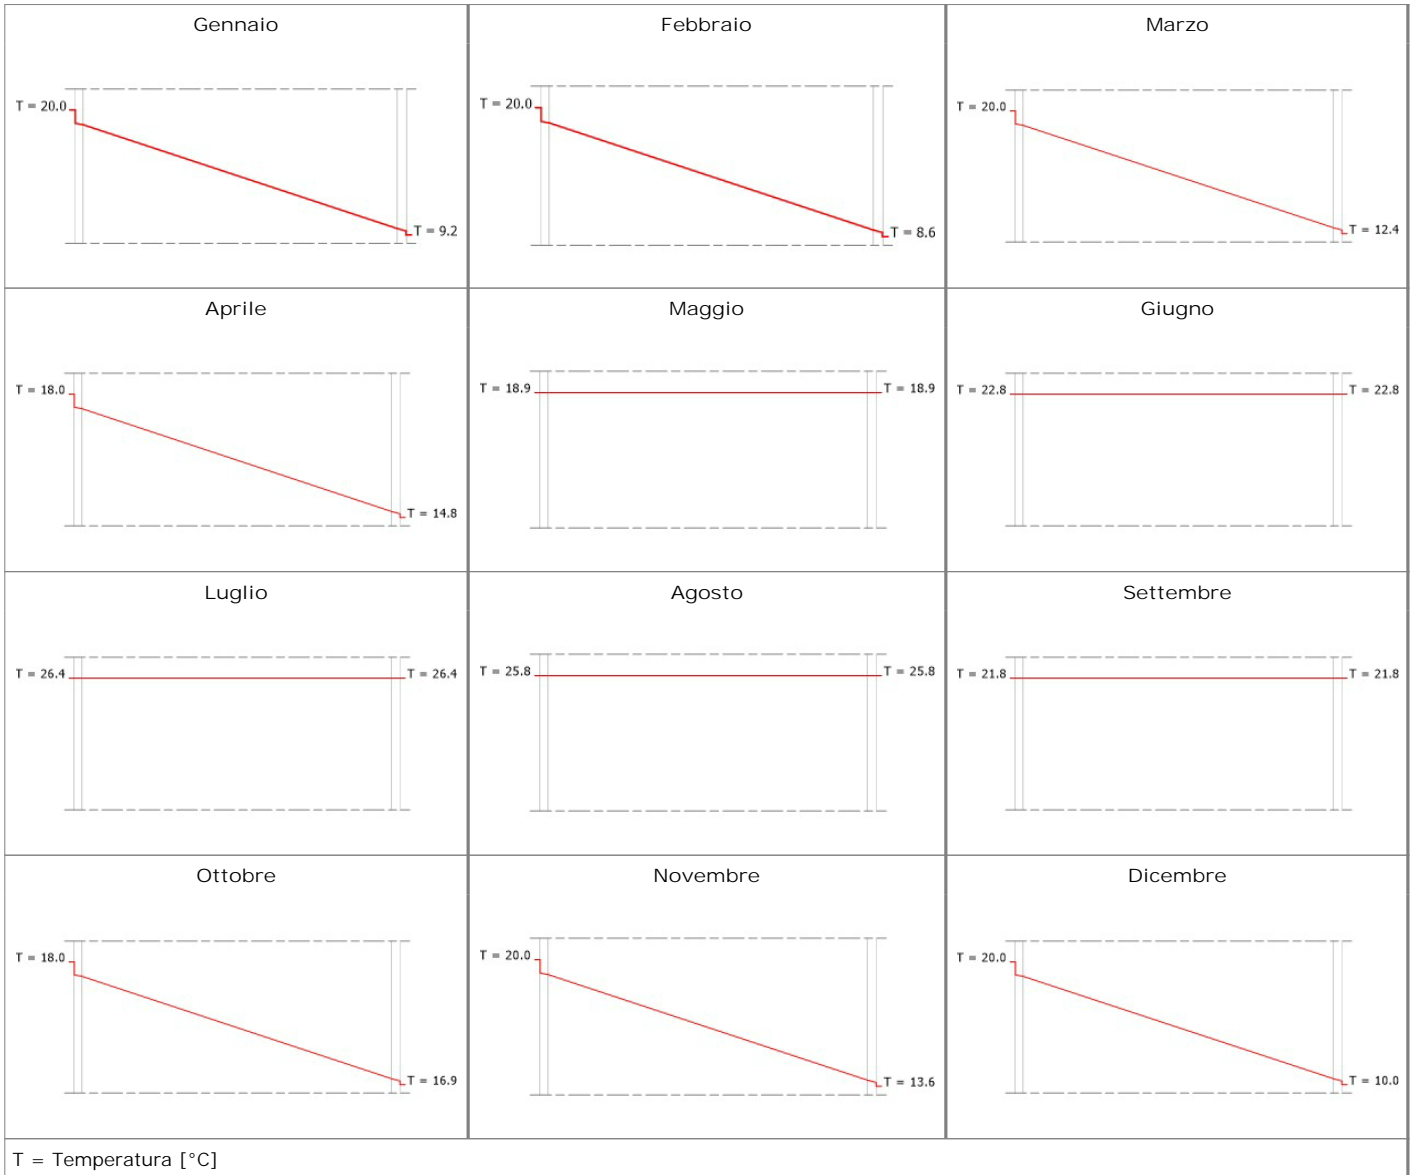 Gennaio
T = 20.0
T = 9.2
Febbraio
T = 20.0
T = 8.6
Marzo
T = 20.0
T = 12.4
Aprile
T = 18.0
T = 14.8
Maggio
T = 18.9
T = 18.9
Giugno
T = 22.8
T = 22.8
Luglio
T = 26.4
T = 26.4
Agosto
T = 25.8
T = 25.8
Settembre
T = 21.8
T = 21.8
Ottobre
T = 18.0
T = 16.9
Novembre
T = 20.0
T = 13.6
Dicembre
T = 20.0
T = 10.0
T = Temperatura [°C]